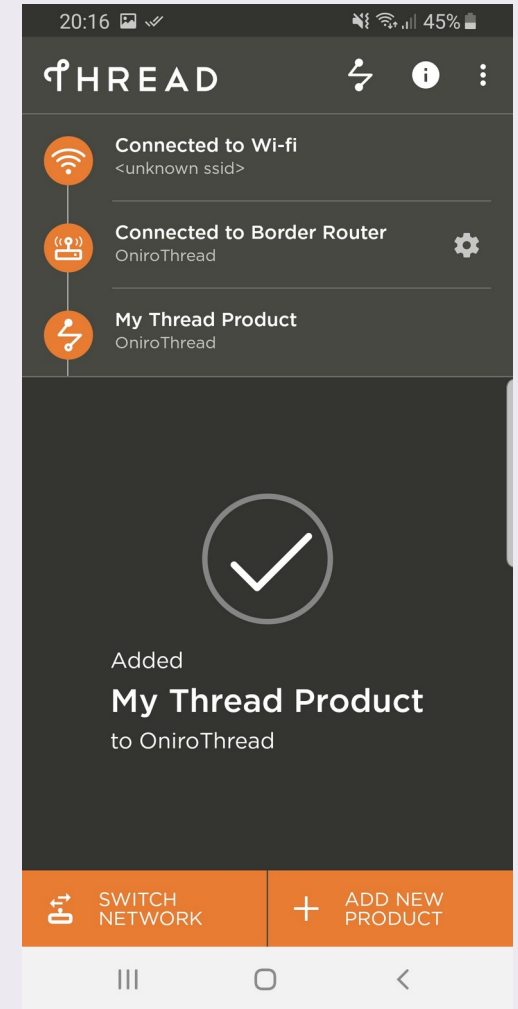 20:16 45%
THREAD
Connected to Wi-fi
<unknown ssid>
Connected to Border Router
OniroThread
My Thread Product
OniroThread
Added
My Thread Product
to OniroThread
SWITCH
NETWORK
ADD NEW
PRODUCT